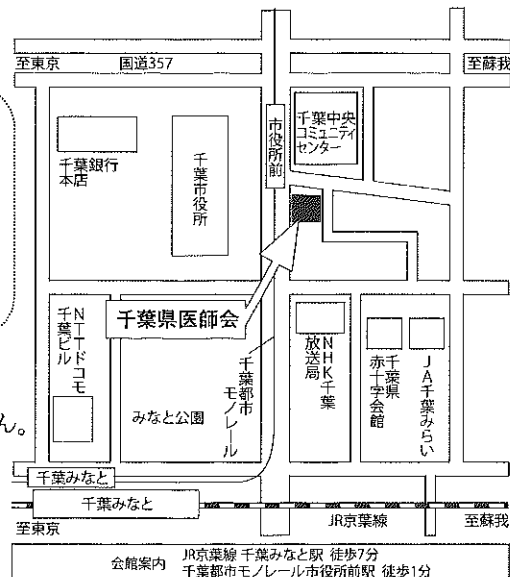 至東京
国道357
至蘇我
千葉銀行
本店
千葉市役所
市役所前
千葉中央
コミュニティ
センター
千葉県医師会
NTTドコモ
千葉ビル
みなと公園
千葉都市
モノレール
NHK千葉
放送局
千葉県
赤十字会館
JA千葉みらい
ん。
千葉みなと
千葉みなと
至東京
JR京葉線
至蘇我
会館案内
JR京葉線 千葉みなと駅 徒歩7分
千葉都市モノレール市役所前駅 徒歩1分